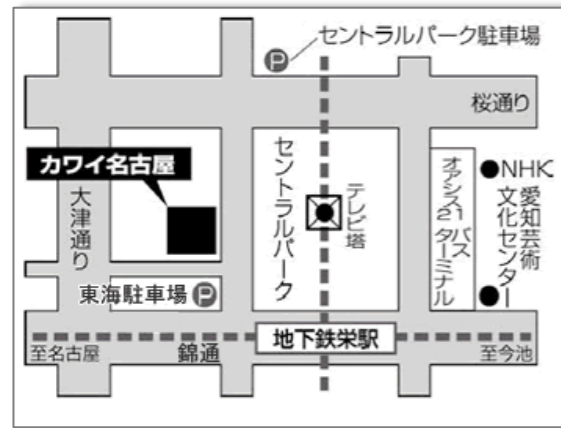 セントラルパーク駐車場
P
桜通り
カワイ名古屋
大津通り
セントラルパーク
テレビ塔
オアシス21 バス
ターミナル
NHK
愛知芸術
文化センター
東海駐車場 P
地下鉄栄駅
至名古屋
錦通
至今池